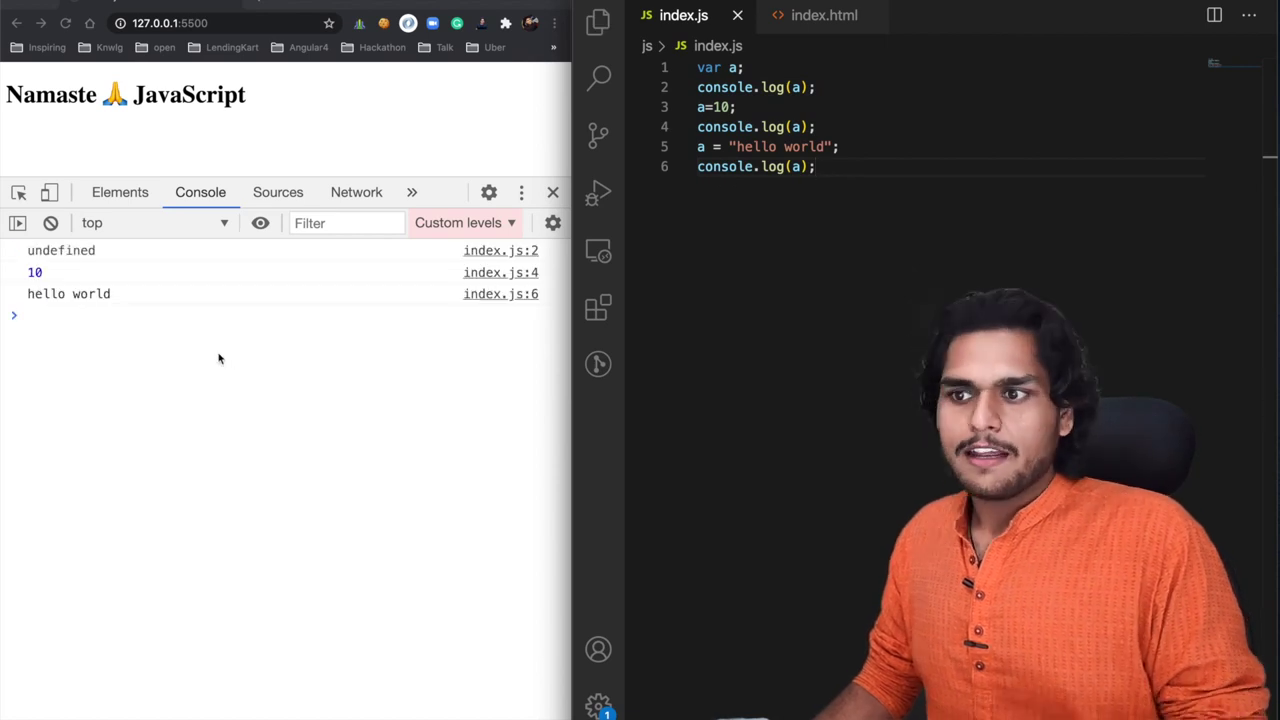 127.0.0.1:5500
Inspiring Knwlg open LendingKart Angular4 Hackathon Talk Uber »
Namaste 🙏 JavaScript
Elements Console Sources Network »
top Filter Custom levels
undefined index.js:2
10 index.js:4
hello world index.js:6
index.js index.html
js > JS index.js
1 var a;
2 console.log(a);
3 a=10;
4 console.log(a);
5 a = "hello world";
6 console.log(a);
1